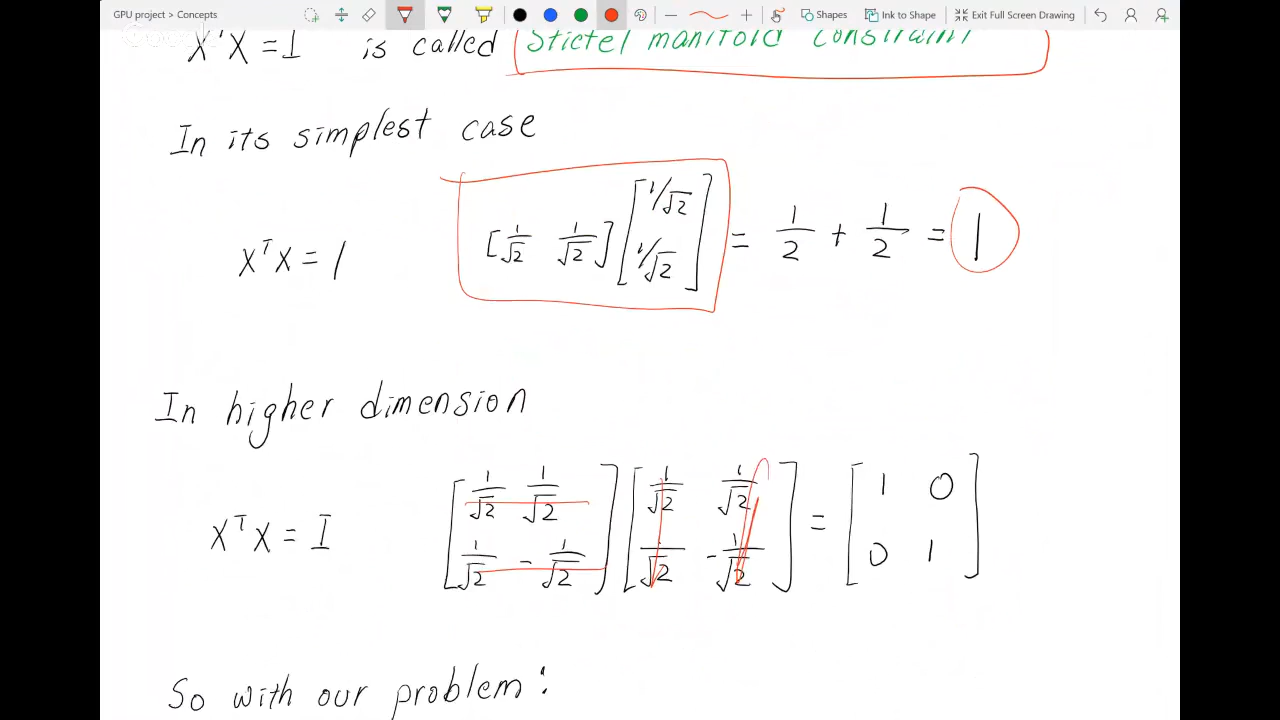 GPU project > Concepts
Shapes Ink to Shape Exit Full Screen Drawing
XᵀX = I is called Stiefel manifold constraint
In its simplest case
XᵀX = 1 [1/√2 1/√2] [1/√2 1/√2] = 1/2 + 1/2 = 1
In higher dimension
XᵀX = I [1/√2 1/√2 1/√2 -1/√2] [1/√2 1/√2 1/√2 -1/√2] = [1 0 0 1]
So with our problem :